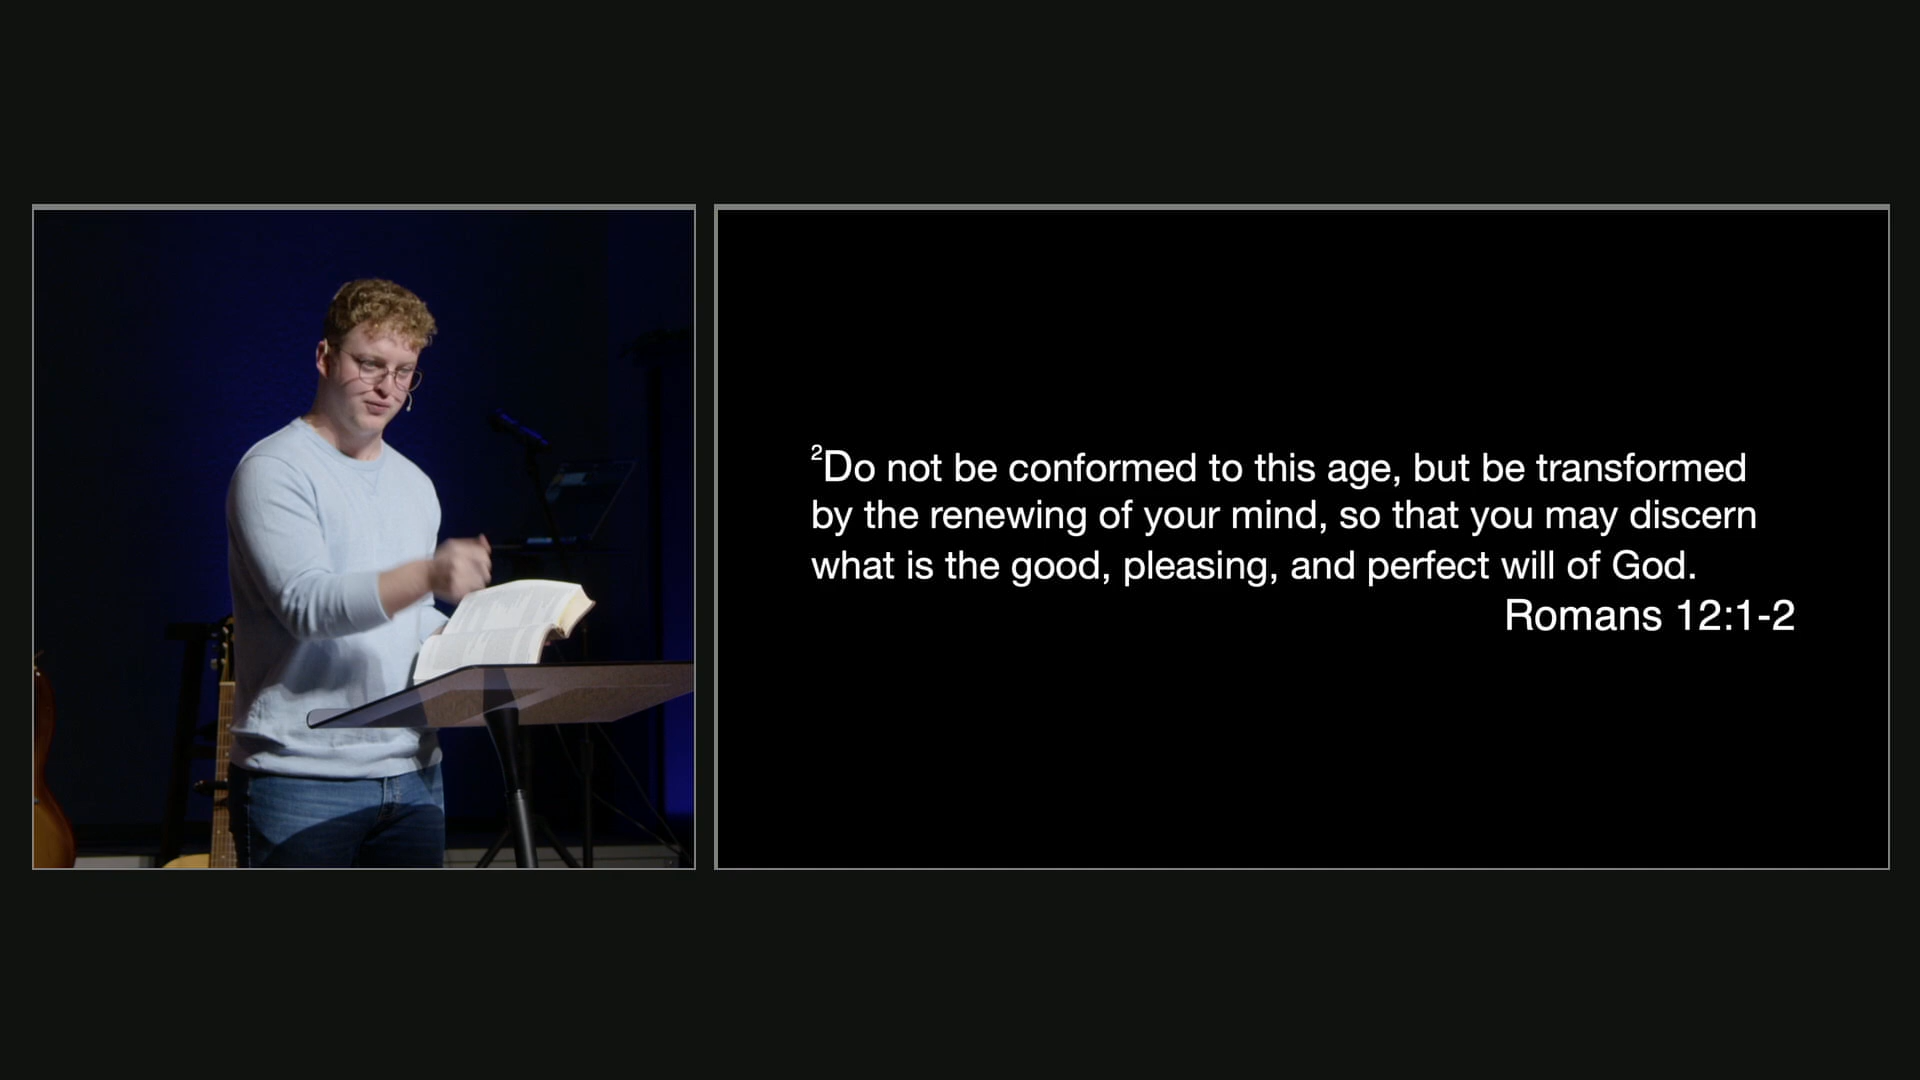 ²Do not be conformed to this age, but be transformed
by the renewing of your mind, so that you may discern
what is the good, pleasing, and perfect will of God.
Romans 12:1-2